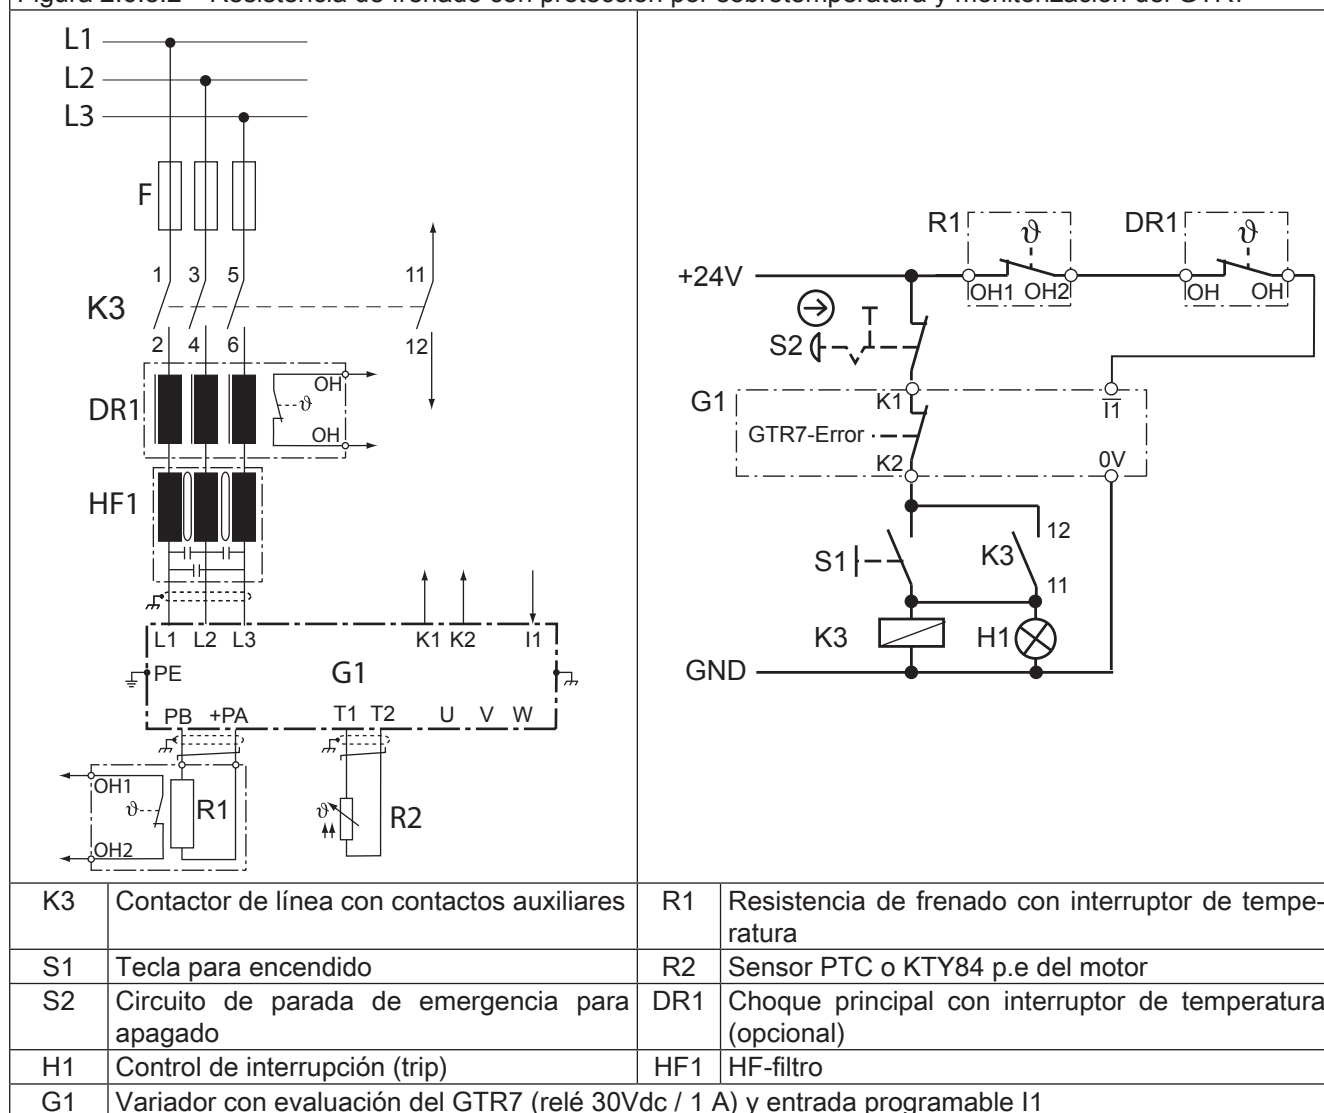 Figura 2.6.6.2 Resistencia de frenado con protección por sobretemperatura y monitorización del GTR7
L1
L2
L3
F
1 3 5 11
K3
2 4 6 12
DR1
OH
ϑ
OH
HF1
L1 L2 L3 K1 K2 I1
PE
G1
PB +PA T1 T2 U V W
OH1
ϑ
R1
OH2
ϑ
R2
R1
ϑ
DR1
ϑ
+24V
OH1 OH2
OH OH
S2
G1
K1
I1
GTR7-Error
K2
0V
12
S1
K3
11
K3
H1
GND
K3 Contactor de línea con contactos auxiliares
R1 Resistencia de frenado con interruptor de tempe-
ratura
S1 Tecla para encendido
R2 Sensor PTC o KTY84 p.e del motor
S2 Circuito de parada de emergencia para
apagado
DR1 Choque principal con interruptor de temperatura
(opcional)
H1 Control de interrupción (trip)
HF1 HF-filtro
G1 Variador con evaluación del GTR7 (relé 30Vdc / 1 A) y entrada programable I1